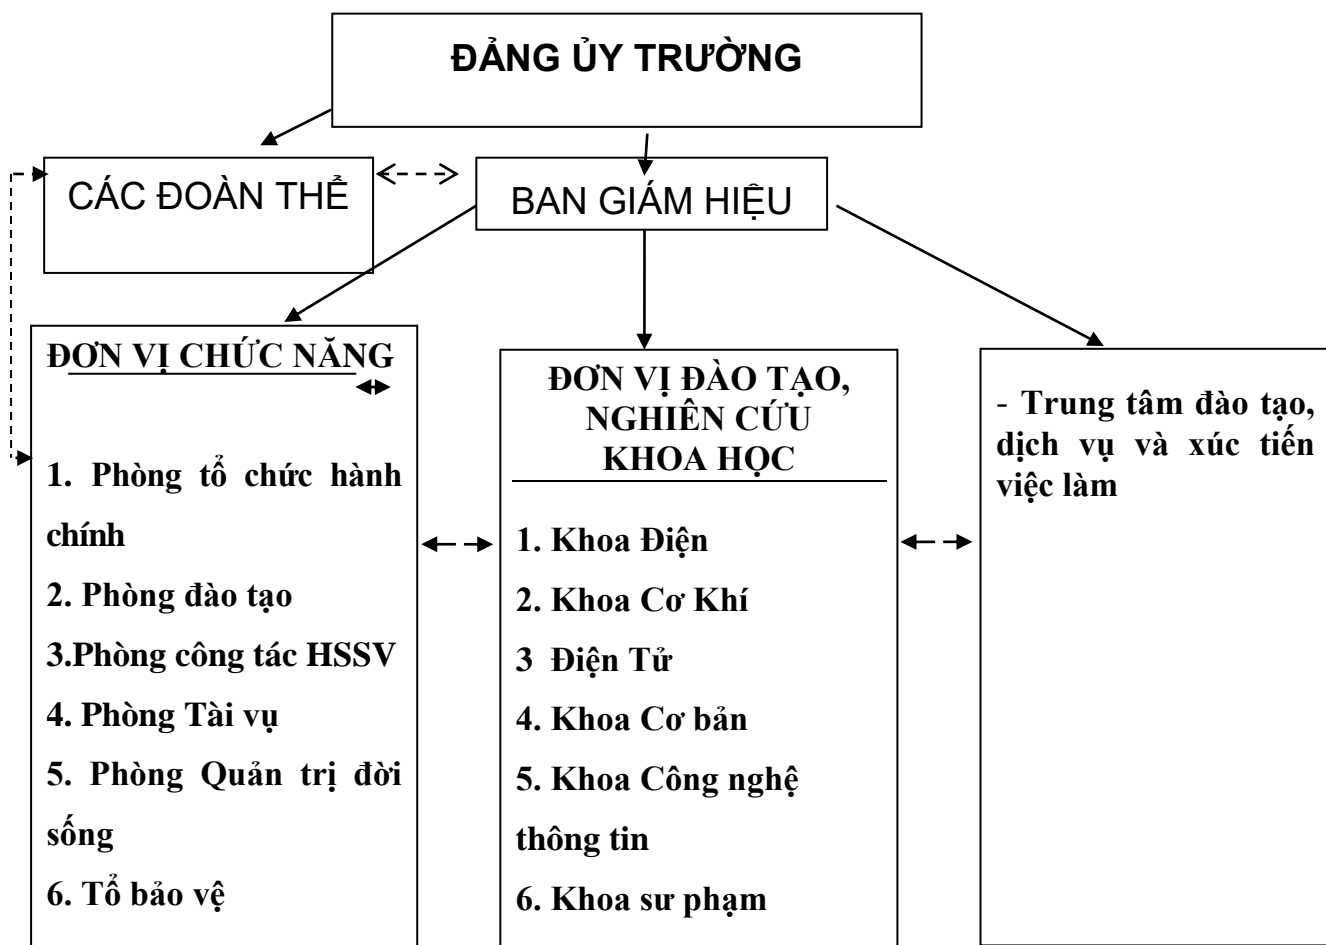 ĐẢNG ỦY TRƯỜNG
CÁC ĐOÀN THỂ
BAN GIÁM HIỆU
ĐƠN VỊ CHỨC NĂNG
1. Phòng tổ chức hành
chính
2. Phòng đào tạo
3.Phòng công tác HSSV
4. Phòng Tài vụ
5. Phòng Quản trị đời
sống
6. Tổ bảo vệ
ĐƠN VỊ ĐÀO TẠO,
NGHIÊN CỨU
KHOA HỌC
1. Khoa Điện
2. Khoa Cơ Khí
3 Điện Tử
4. Khoa Cơ bản
5. Khoa Công nghệ
thông tin
6. Khoa sư phạm
- Trung tâm đào tạo,
dịch vụ và xúc tiến
việc làm